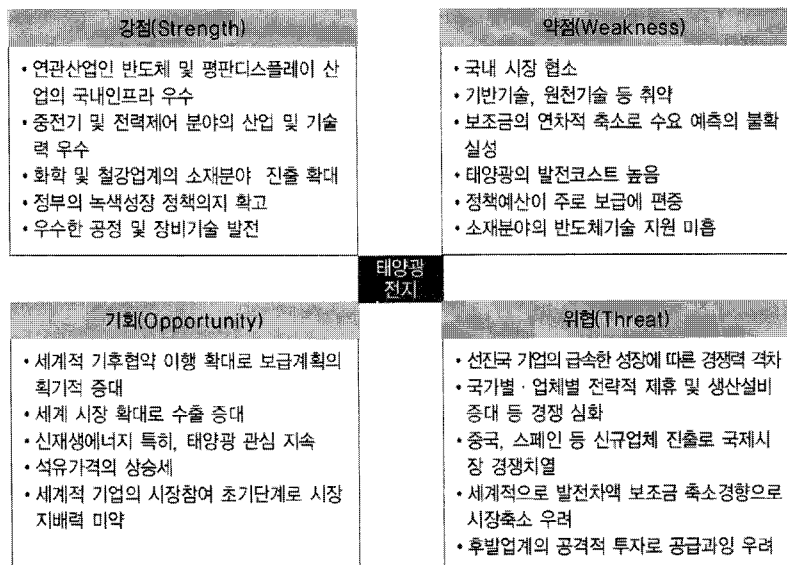 강점(Strength)
• 연관산업인 반도체 및 평판디스플레이 산
업의 국내인프라 우수
• 중전기 및 전력제어 분야의 산업 및 기술
력 우수
• 화학 및 철강업계의 소재분야 진출 확대
• 정부의 녹색성장 정책의지 확고
• 우수한 공정 및 장비기술 발전
약점(Weakness)
• 국내 시장 협소
• 기반기술, 원천기술 등 취약
• 보조금의 연차적 축소로 수요 예측의 불확
실성
• 태양광의 발전코스트 높음
• 정책예산이 주로 보급에 편중
• 소재분야의 반도체기술 지원 미흡
태양광
전지
기회(Opportunity)
• 세계적 기후협약 이행 확대로 보급계획의
획기적 증대
• 세계 시장 확대로 수출 증대
• 신재생에너지 특히, 태양광 관심 지속
• 석유가격의 상승세
• 세계적 기업의 시장참여 초기단계로 시장
지배력 미약
위협(Threat)
• 선진국 기업의 급속한 성장에 따른 경쟁력 격차
• 국가별 · 업체별 전략적 제휴 및 생산설비
증대 등 경쟁 심화
• 중국, 스페인 등 신규업체 진출로 국제시
장 경쟁치열
• 세계적으로 발전차액 보조금 축소경향으로
시장축소 우려
• 후발업계의 공격적 투자로 공급과잉 우려